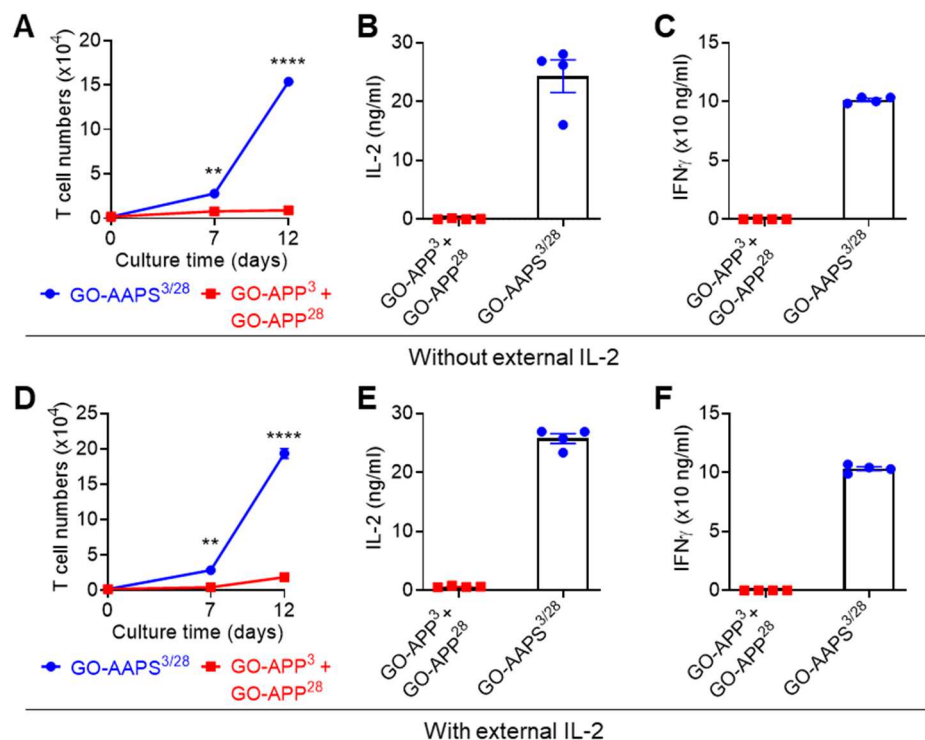 A
T cell numbers (x10⁴)
20
15
10
5
0
**
****
0 7 12
Culture time (days)
GO-AAPS³/²⁸
GO-APP³ +
GO-APP²⁸
B
IL-2 (ng/ml)
30
20
10
0
GO-APP³ +
GO-APP²⁸
GO-AAPS³/²⁸
C
IFNγ (x10 ng/ml)
15
10
5
0
GO-APP³ +
GO-APP²⁸
GO-AAPS³/²⁸
Without external IL-2
D
T cell numbers (x10⁴)
25
20
15
10
5
0
**
****
0 7 12
Culture time (days)
GO-AAPS³/²⁸
GO-APP³ +
GO-APP²⁸
E
IL-2 (ng/ml)
30
20
10
0
GO-APP³ +
GO-APP²⁸
GO-AAPS³/²⁸
F
IFNγ (x10 ng/ml)
15
10
5
0
GO-APP³ +
GO-APP²⁸
GO-AAPS³/²⁸
With external IL-2